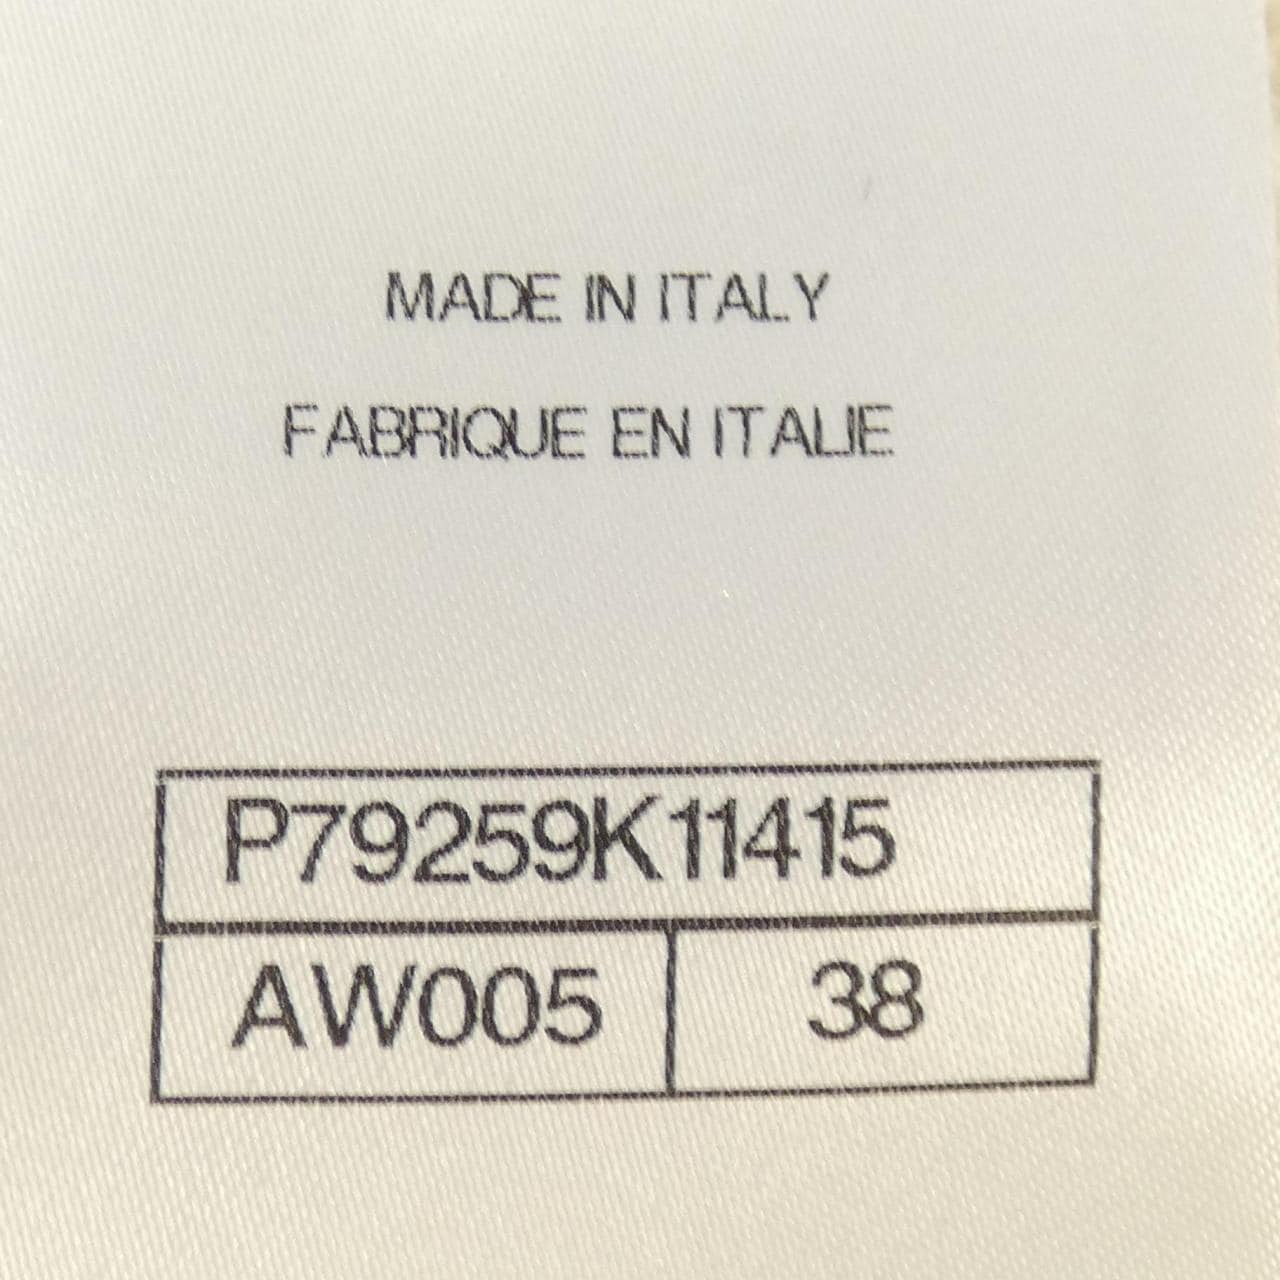 MADE IN ITALY
FABRIQUE EN ITALIE
P79259K11415
AW005 38